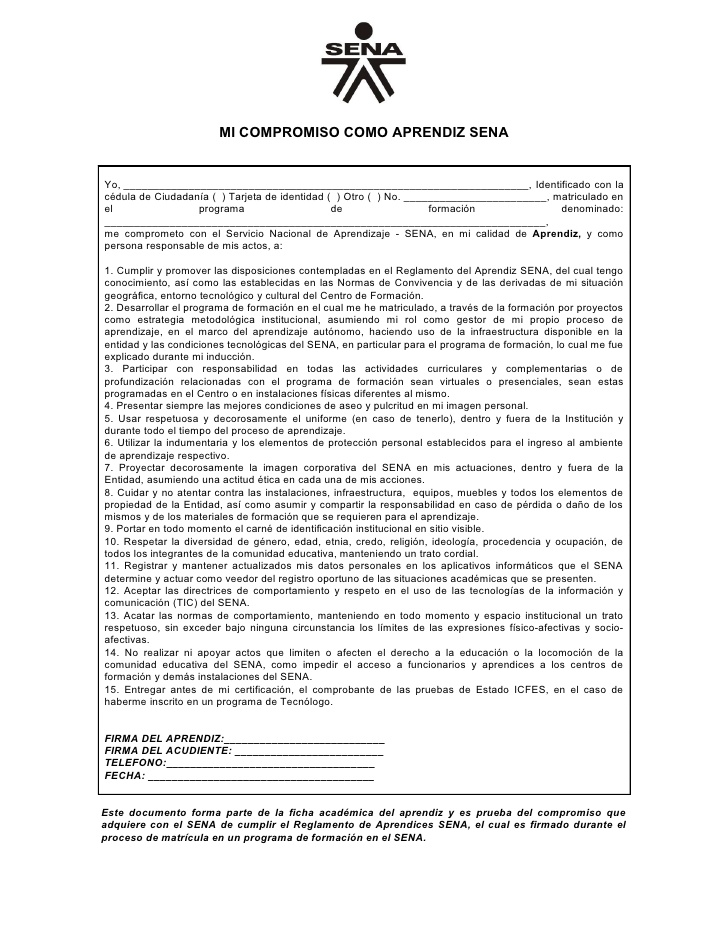 SENA
MI COMPROMISO COMO APRENDIZ SENA
Yo, ______________________________________________________________________, Identificado con la
cédula de Ciudadanía ( ) Tarjeta de identidad ( ) Otro ( ) No. _________________________, matriculado en
el programa de formación denominado:
____________________________________________________________________________,
me comprometo con el Servicio Nacional de Aprendizaje - SENA, en mi calidad de Aprendiz, y como
persona responsable de mis actos, a:
1. Cumplir y promover las disposiciones contempladas en el Reglamento del Aprendiz SENA, del cual tengo
conocimiento, así como las establecidas en las Normas de Convivencia y de las derivadas de mi situación
geográfica, entorno tecnológico y cultural del Centro de Formación.
2. Desarrollar el programa de formación en el cual me he matriculado, a través de la formación por proyectos
como estrategia metodológica institucional, asumiendo mi rol como gestor de mi propio proceso de
aprendizaje, en el marco del aprendizaje autónomo, haciendo uso de la infraestructura disponible en la
entidad y las condiciones tecnológicas del SENA, en particular para el programa de formación, lo cual me fue
explicado durante mi inducción.
3. Participar con responsabilidad en todas las actividades curriculares y complementarias o de
profundización relacionadas con el programa de formación sean virtuales o presenciales, sean estas
programadas en el Centro o en instalaciones físicas diferentes al mismo.
4. Presentar siempre las mejores condiciones de aseo y pulcritud en mi imagen personal.
5. Usar respetuosa y decorosamente el uniforme (en caso de tenerlo), dentro y fuera de la Institución y
durante todo el tiempo del proceso de aprendizaje.
6. Utilizar la indumentaria y los elementos de protección personal establecidos para el ingreso al ambiente
de aprendizaje respectivo.
7. Proyectar decorosamente la imagen corporativa del SENA en mis actuaciones, dentro y fuera de la
Entidad, asumiendo una actitud ética en cada una de mis acciones.
8. Cuidar y no atentar contra las instalaciones, infraestructura, equipos, muebles y todos los elementos de
propiedad de la Entidad, así como asumir y compartir la responsabilidad en caso de pérdida o daño de los
mismos y de los materiales de formación que se requieren para el aprendizaje.
9. Portar en todo momento el carné de identificación institucional en sitio visible.
10. Respetar la diversidad de género, edad, etnia, credo, religión, ideología, procedencia y ocupación, de
todos los integrantes de la comunidad educativa, manteniendo un trato cordial.
11. Registrar y mantener actualizados mis datos personales en los aplicativos informáticos que el SENA
determine y actuar como veedor del registro oportuno de las situaciones académicas que se presenten.
12. Aceptar las directrices de comportamiento y respeto en el uso de las tecnologías de la información y
comunicación (TIC) del SENA.
13. Acatar las normas de comportamiento, manteniendo en todo momento y espacio institucional un trato
respetuoso, sin exceder bajo ninguna circunstancia los límites de las expresiones físico-afectivas y socio-
afectivas.
14. No realizar ni apoyar actos que limiten o afecten el derecho a la educación o la locomoción de la
comunidad educativa del SENA, como impedir el acceso a funcionarios y aprendices a los centros de
formación y demás instalaciones del SENA.
15. Entregar antes de mi certificación, el comprobante de las pruebas de Estado ICFES, en el caso de
haberme inscrito en un programa de Tecnólogo.
FIRMA DEL APRENDIZ:___________________________
FIRMA DEL ACUDIENTE: _________________________
TELEFONO:___________________________________
FECHA: ______________________________________
Este documento forma parte de la ficha académica del aprendiz y es prueba del compromiso que
adquiere con el SENA de cumplir el Reglamento de Aprendices SENA, el cual es firmado durante el
proceso de matrícula en un programa de formación en el SENA.